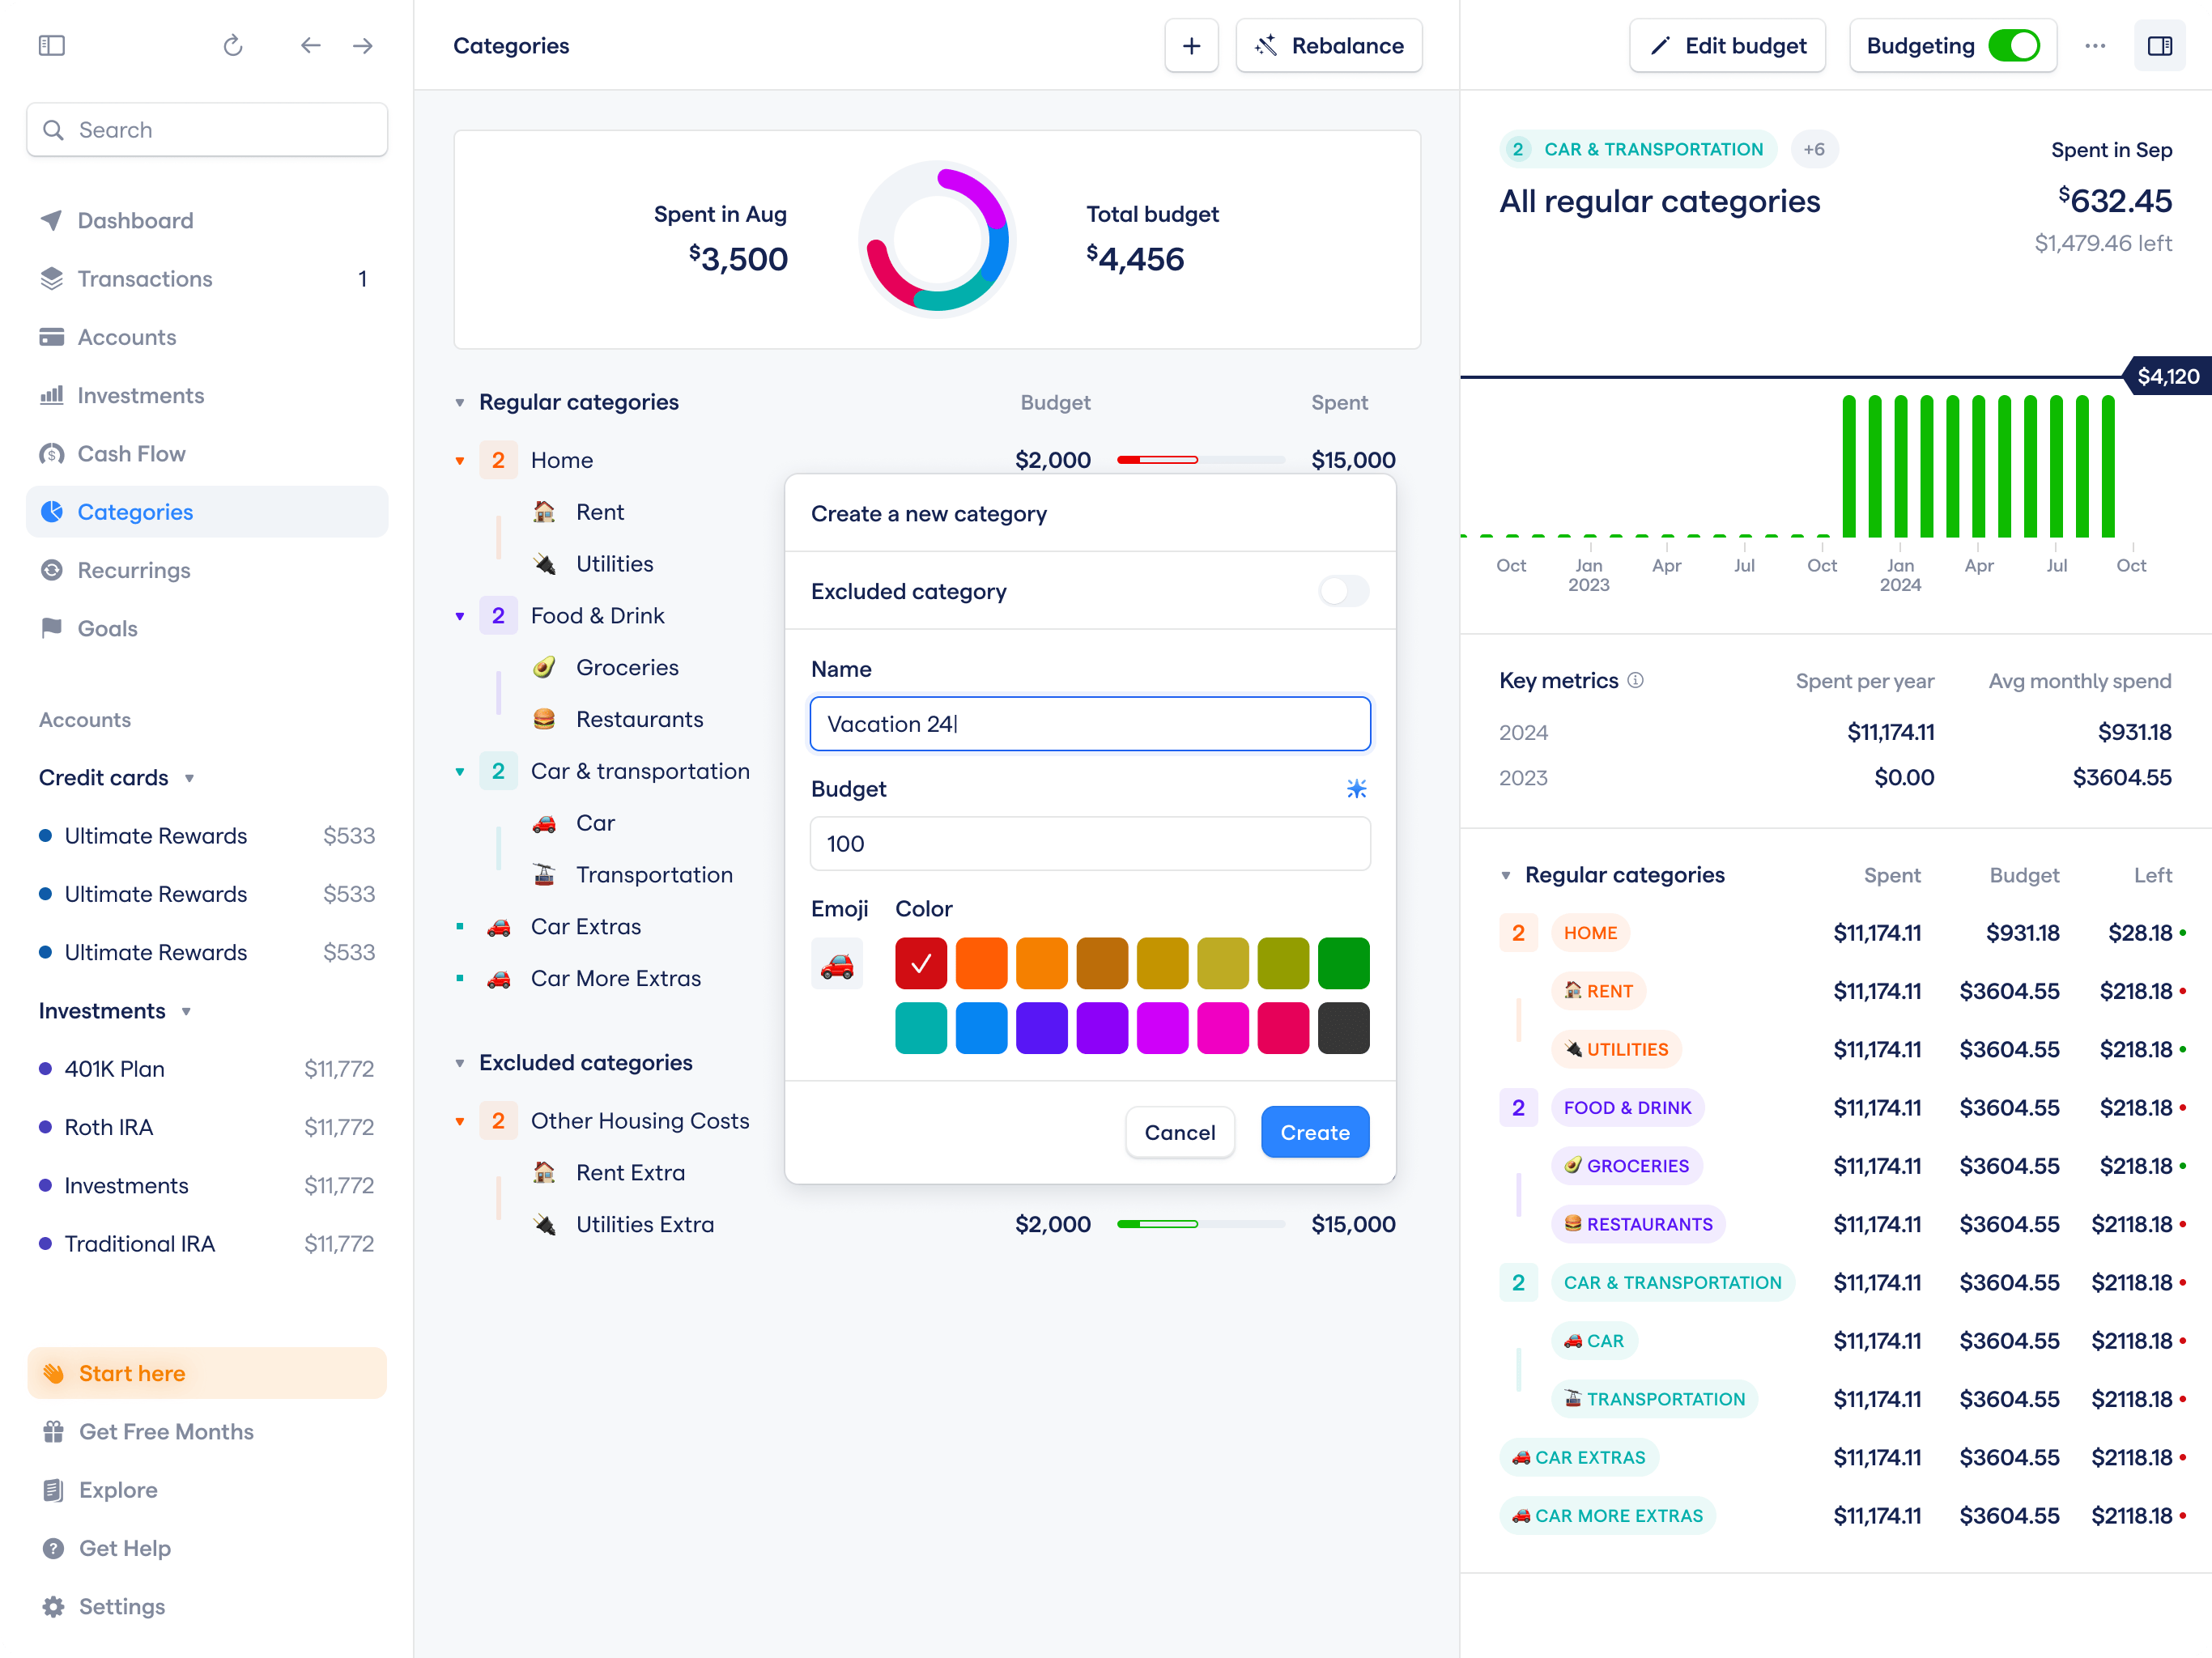 Search
Dashboard
Transactions 1
Accounts
Investments
Cash Flow
Categories
Recurrings
Goals
Accounts
Credit cards
Ultimate Rewards $533
Ultimate Rewards $533
Ultimate Rewards $533
Investments
401K Plan $11,772
Roth IRA $11,772
Investments $11,772
Traditional IRA $11,772
Start here
Get Free Months
Explore
Get Help
Settings
Categories
Rebalance
Spent in Aug
$3,500
Total budget
$4,456
Regular categories Budget Spent
2 Home $2,000 $15,000
Rent
Utilities
2 Food & Drink
Groceries
Restaurants
2 Car & transportation
Car
Transportation
Car Extras
Car More Extras
Excluded categories
2 Other Housing Costs
Rent Extra
Utilities Extra $2,000 $15,000
Create a new category
Excluded category
Name
Vacation 24
Budget
100
Emoji Color
Cancel Create
Edit budget Budgeting
2 CAR & TRANSPORTATION +6
All regular categories
Spent in Sep
$632.45
$1,479.46 left
$4,120
Oct Jan Apr Jul Oct Jan Apr Jul Oct
2023 2024
Key metrics Spent per year Avg monthly spend
2024 $11,174.11 $931.18
2023 $0.00 $3604.55
Regular categories Spent Budget Left
2 HOME $11,174.11 $931.18 $28.18
RENT $11,174.11 $3604.55 $218.18
UTILITIES $11,174.11 $3604.55 $218.18
2 FOOD & DRINK $11,174.11 $3604.55 $218.18
GROCERIES $11,174.11 $3604.55 $218.18
RESTAURANTS $11,174.11 $3604.55 $2118.18
2 CAR & TRANSPORTATION $11,174.11 $3604.55 $2118.18
CAR $11,174.11 $3604.55 $2118.18
TRANSPORTATION $11,174.11 $3604.55 $2118.18
CAR EXTRAS $11,174.11 $3604.55 $2118.18
CAR MORE EXTRAS $11,174.11 $3604.55 $2118.18